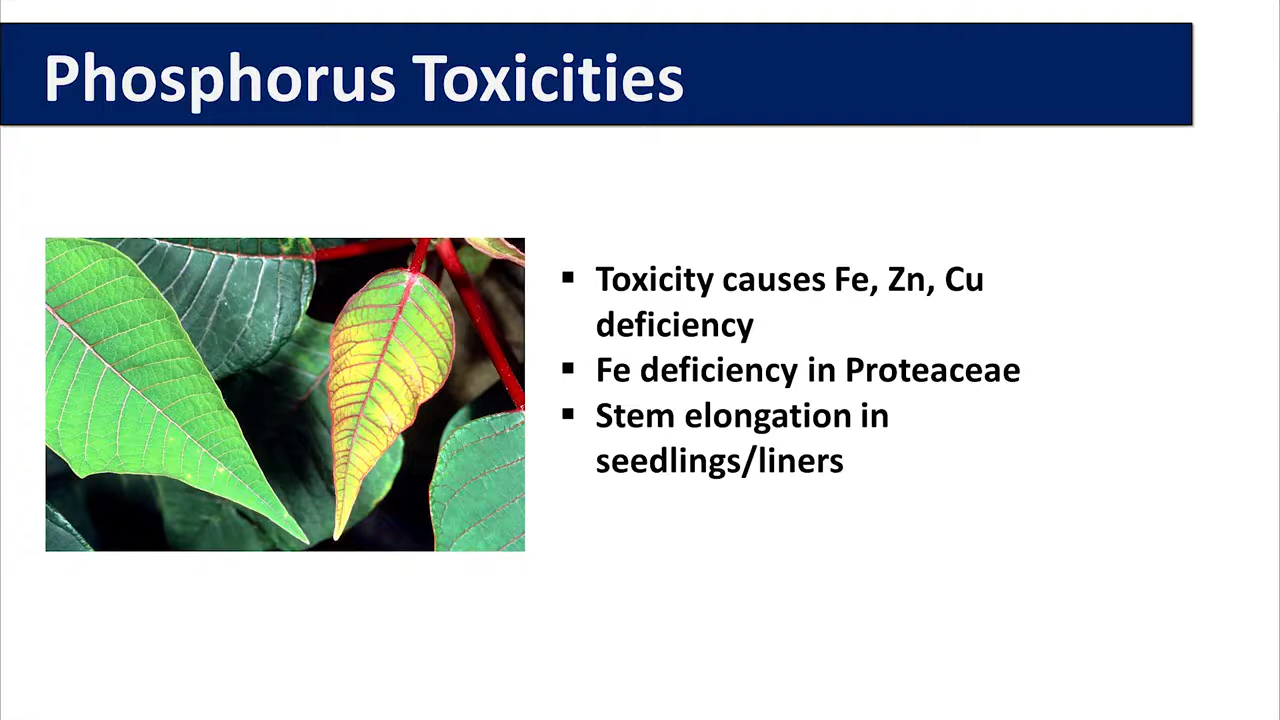 Phosphorus Toxicities
▪ Toxicity causes Fe, Zn, Cu
deficiency
▪ Fe deficiency in Proteaceae
▪ Stem elongation in
seedlings/liners